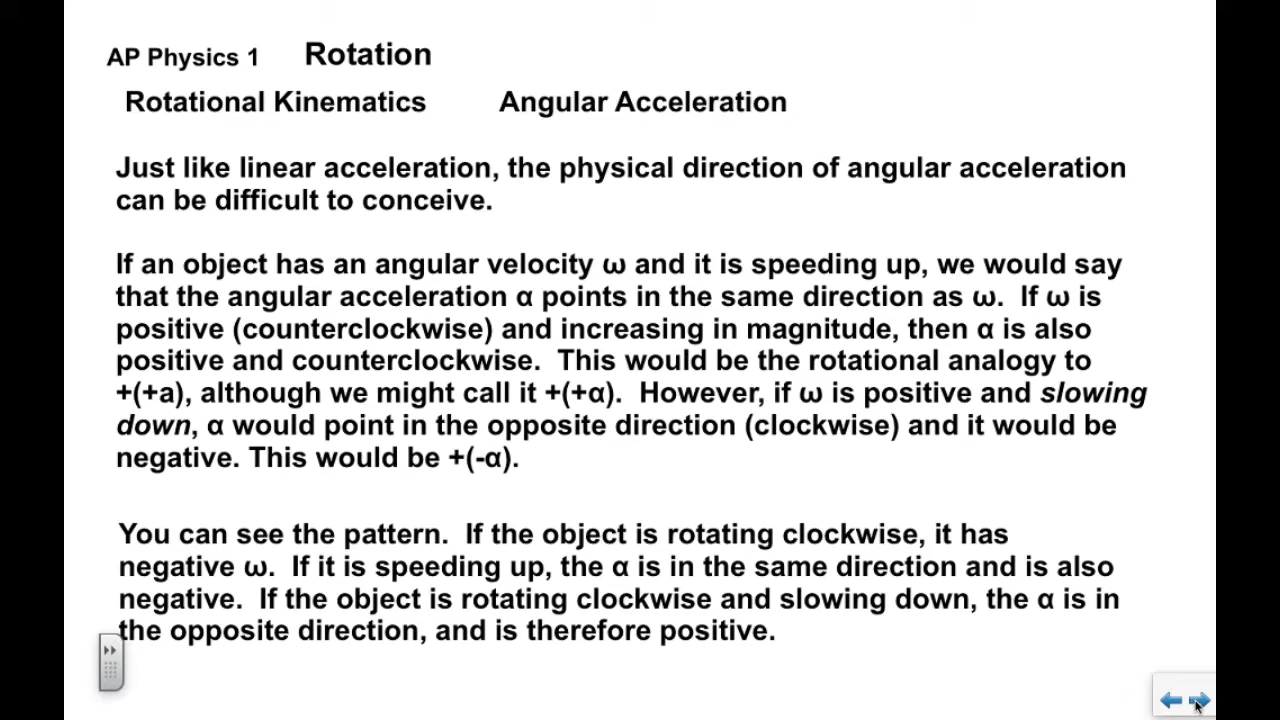 AP Physics 1 Rotation
Rotational Kinematics Angular Acceleration
Just like linear acceleration, the physical direction of angular acceleration
can be difficult to conceive.
If an object has an angular velocity ω and it is speeding up, we would say
that the angular acceleration α points in the same direction as ω. If ω is
positive (counterclockwise) and increasing in magnitude, then α is also
positive and counterclockwise. This would be the rotational analogy to
+(+a), although we might call it +(+α). However, if ω is positive and slowing
down, α would point in the opposite direction (clockwise) and it would be
negative. This would be +(-α).
You can see the pattern. If the object is rotating clockwise, it has
negative ω. If it is speeding up, the α is in the same direction and is also
negative. If the object is rotating clockwise and slowing down, the α is in
the opposite direction, and is therefore positive.